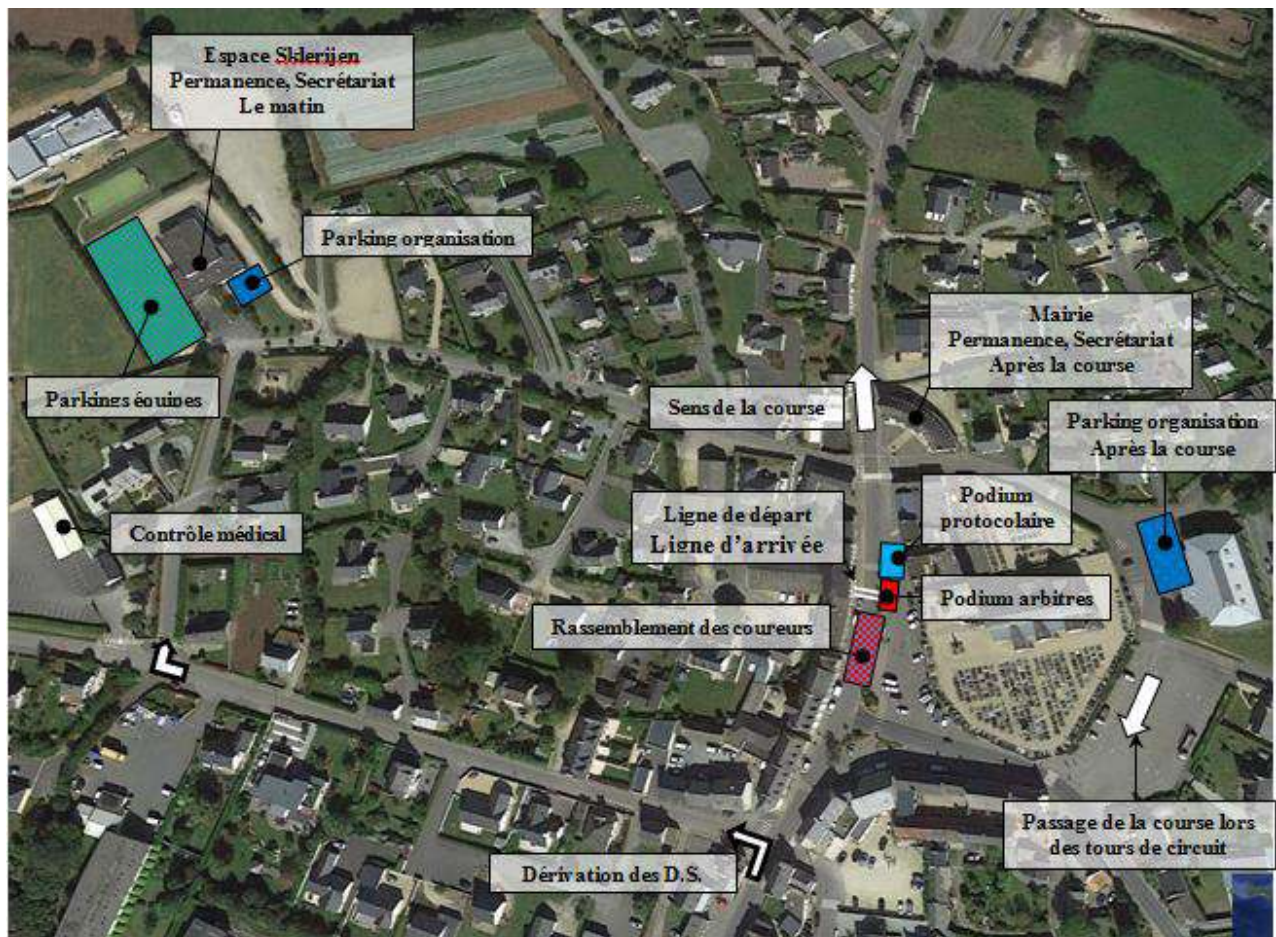 Espace Sklerijen
Permanence, Secrétariat
Le matin
Parking organisation
Parkings équipes
Contrôle médical
Mairie
Permanence, Secrétariat
Après la course
Sens de la course
Parking organisation
Après la course
Ligne de départ
Ligne d'arrivée
Podium
protocolaire
Podium arbitres
Rassemblement des coureurs
Passage de la course lors
des tours de circuit
Dérivation des D.S.